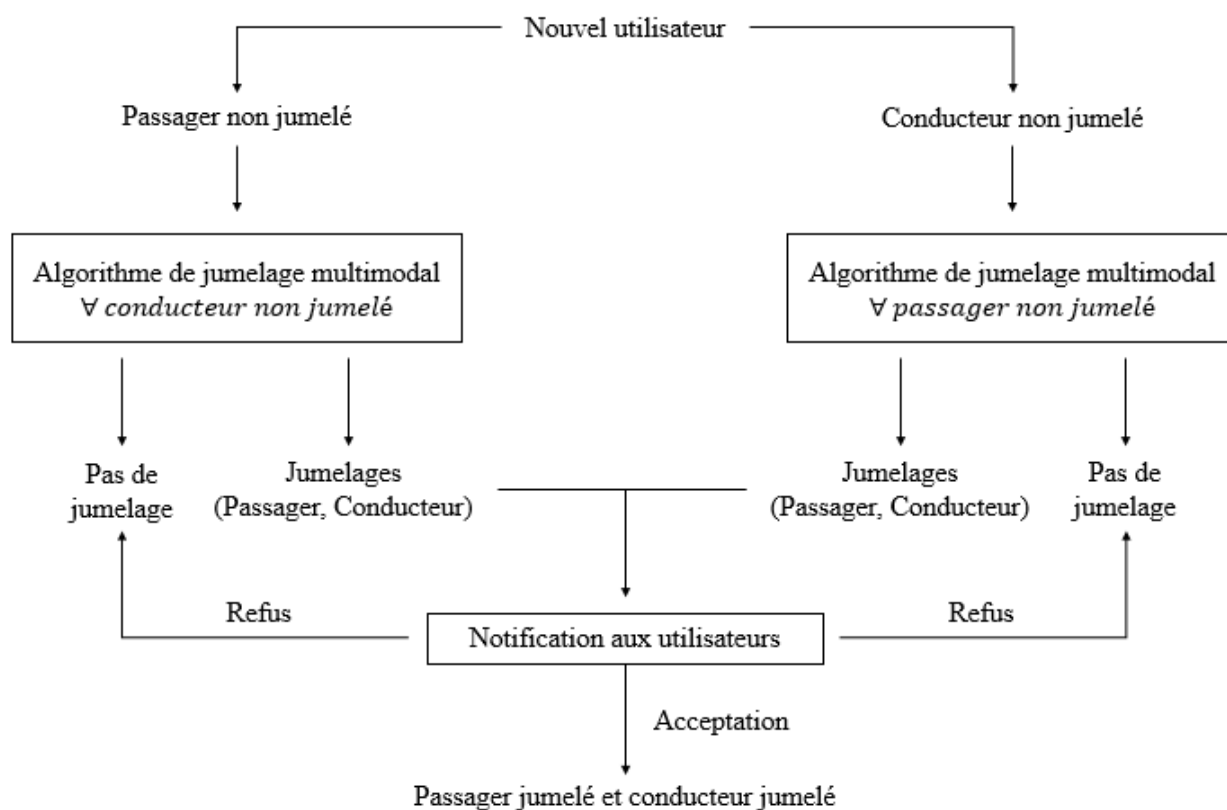 Nouvel utilisateur
Passager non jumelé
Conducteur non jumelé
Algorithme de jumelage multimodal
∀ conducteur non jumelé
Algorithme de jumelage multimodal
∀ passager non jumelé
Pas de
jumelage
Jumelages
(Passager, Conducteur)
Jumelages
(Passager, Conducteur)
Pas de
jumelage
Refus
Refus
Notification aux utilisateurs
Acceptation
Passager jumelé et conducteur jumelé